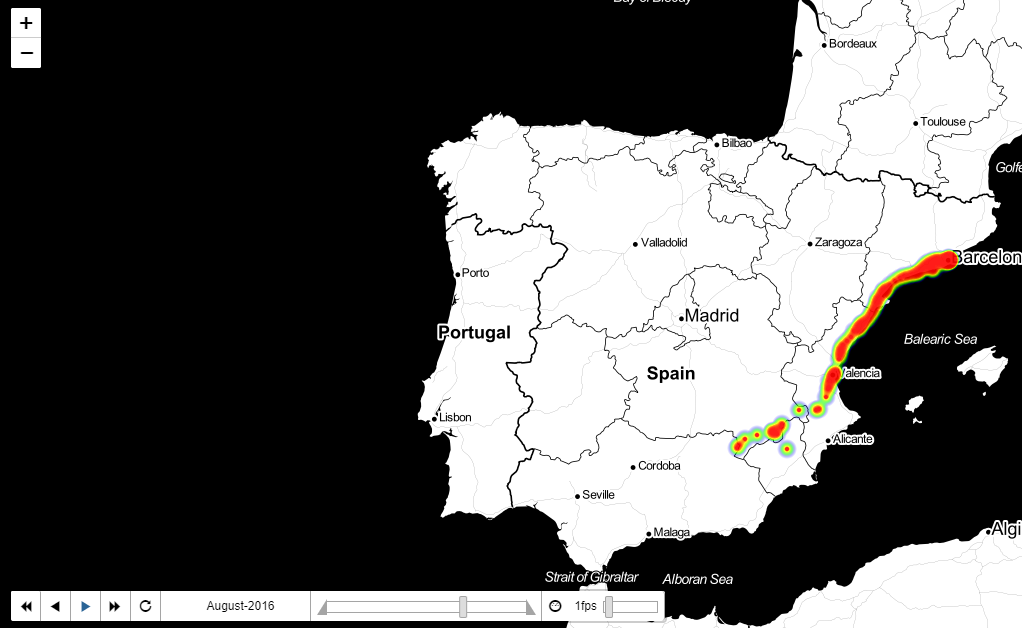 Bay of Biscay
+
−
Bordeaux
Toulouse
Bilbao
Golfe
Valladolid
Zaragoza
Barcelon
Porto
Madrid
Portugal
Balearic Sea
Spain
Valencia
Lisbon
Alicante
Cordoba
Seville
Malaga
Algi
Strait of Gibraltar
Alboran Sea
August-2016
1fps